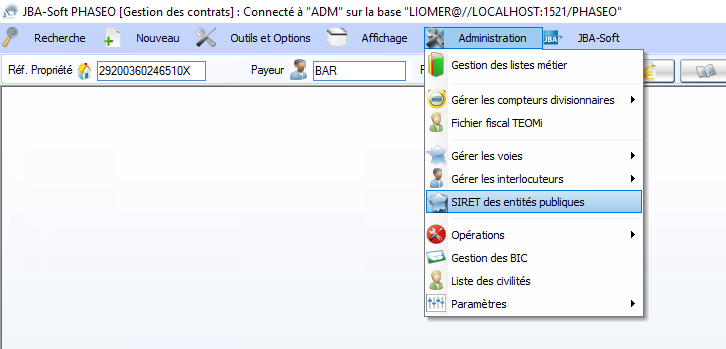 JBA-Soft PHASEO [Gestion des contrats] : Connecté à "ADM" sur la base "LIOMER@//LOCALHOST:1521/PHASEO"
Recherche Nouveau Outils et Options Affichage Administration JBA JBA-Soft
Réf. Propriété 29200360246510X Payeur BAR
Gestion des listes métier
Gérer les compteurs divisionnaires
Fichier fiscal TEOMi
Gérer les voies
Gérer les interlocuteurs
SIRET des entités publiques
Opérations
Gestion des BIC
Liste des civilités
Paramètres